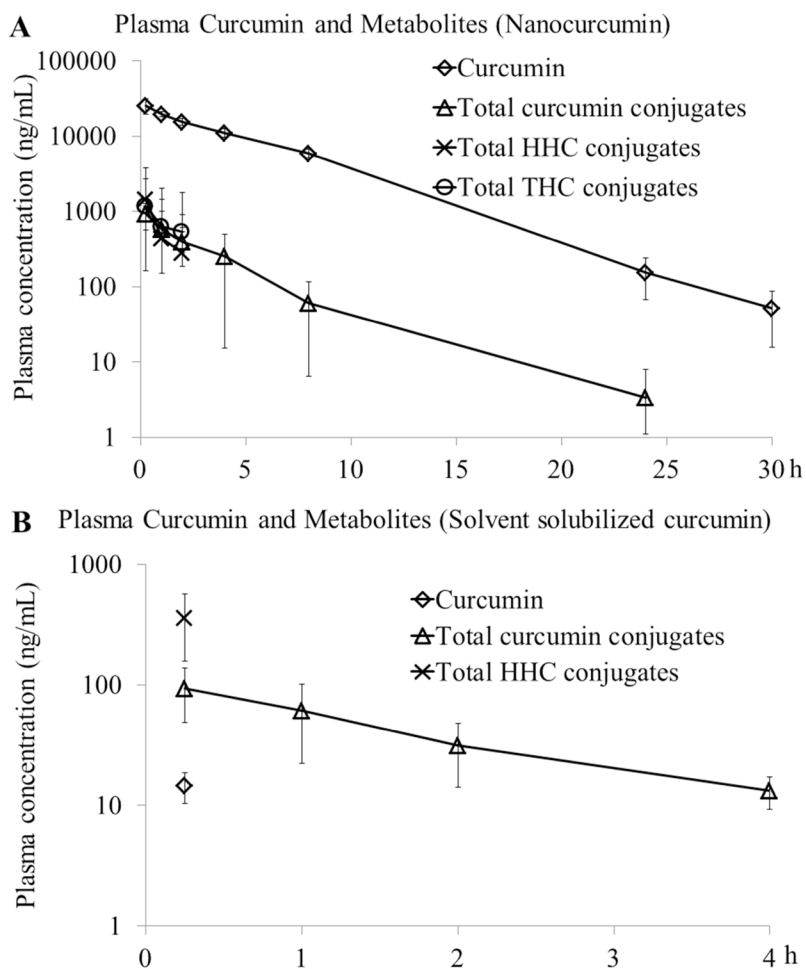 A Plasma Curcumin and Metabolites (Nanocurcumin)
Plasma concentration (ng/mL)
100000
10000
1000
100
10
1
Curcumin
Total curcumin conjugates
Total HHC conjugates
Total THC conjugates
0 5 10 15 20 25 30 h
B Plasma Curcumin and Metabolites (Solvent solubilized curcumin)
Plasma concentration (ng/mL)
1000
100
10
1
Curcumin
Total curcumin conjugates
Total HHC conjugates
0 1 2 3 4 h